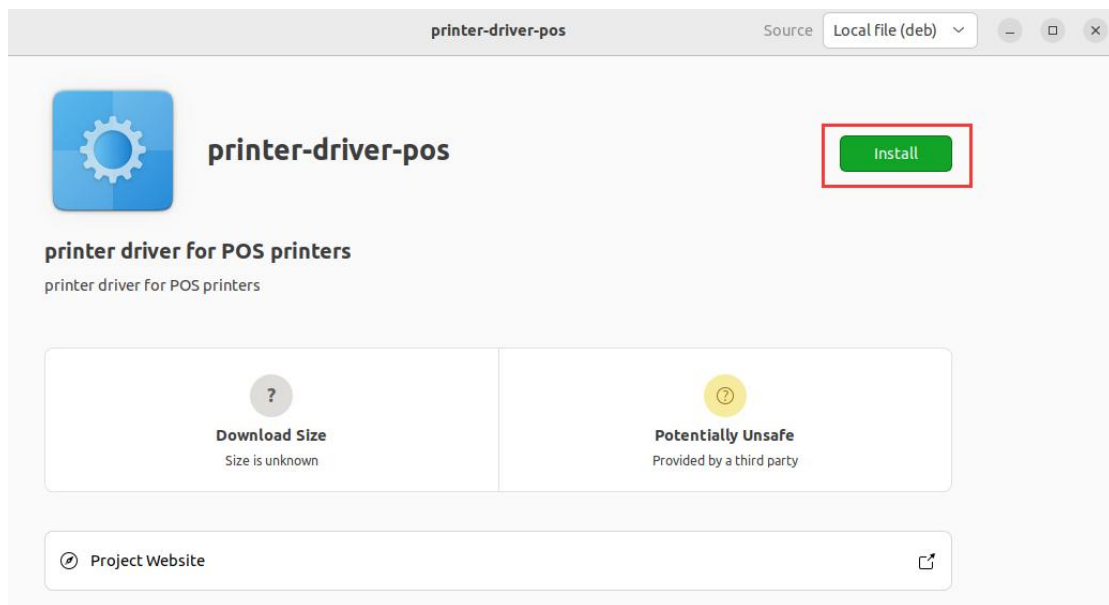 printer-driver-pos
Source
Local file (deb)
printer-driver-pos
Install
printer driver for POS printers
printer driver for POS printers
?
Download Size
Size is unknown
?
Potentially Unsafe
Provided by a third party
Project Website